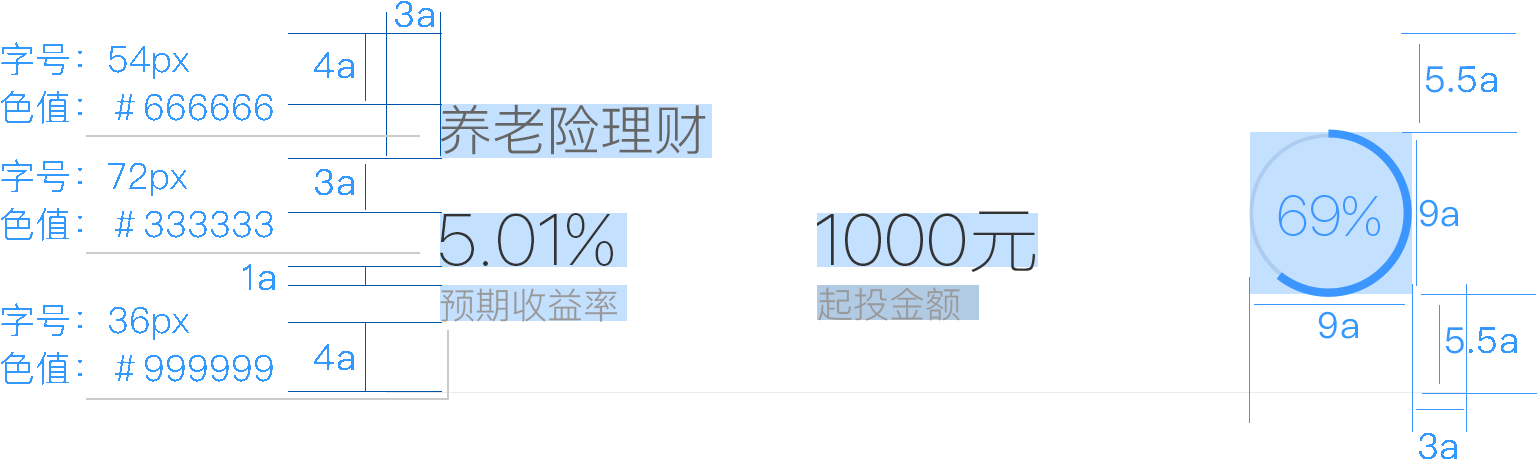 3a
字号：54px
4a
5.5a
色值：#666666
养老险理财
字号：72px
3a
69%
9a
色值：#333333
5.01%
1000元
1a
预期收益率
起投金额
字号：36px
9a
5.5a
色值：#999999
4a
3a